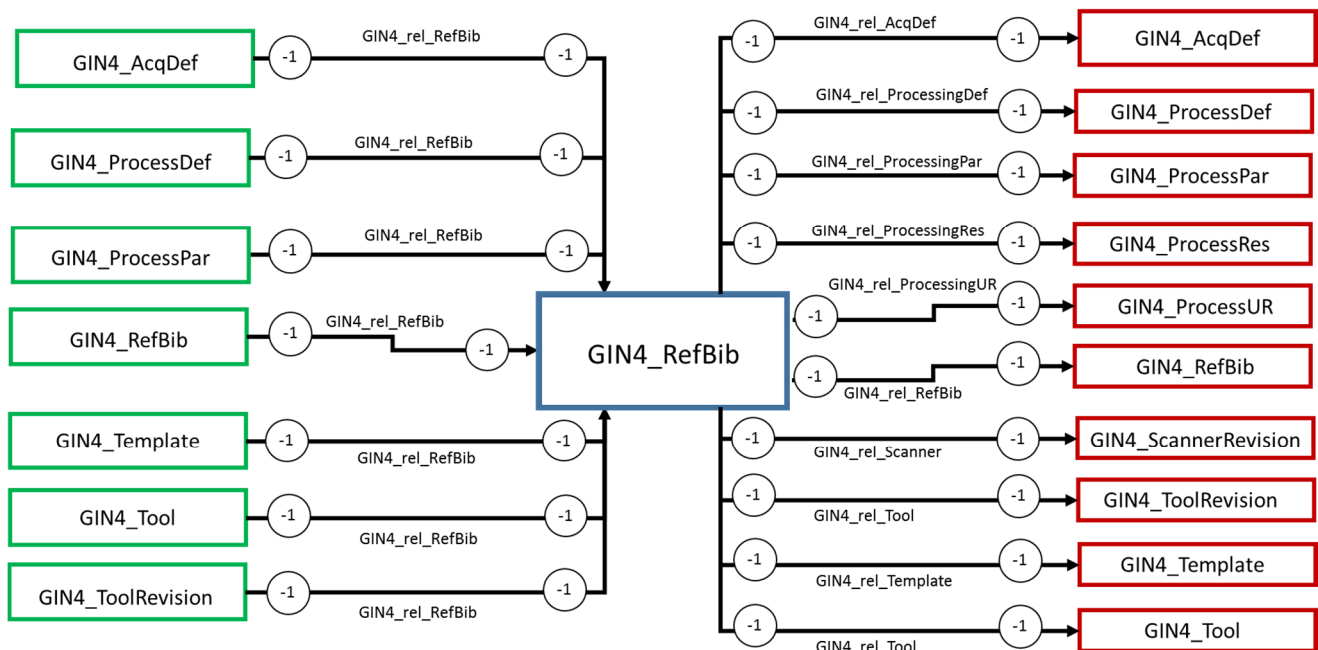 GIN4_AcqDef
-1
GIN4_rel_RefBib
-1
GIN4_ProcessDef
-1
GIN4_rel_RefBib
-1
GIN4_ProcessPar
-1
GIN4_rel_RefBib
-1
GIN4_RefBib
-1
GIN4_rel_RefBib
-1
GIN4_Template
-1
GIN4_rel_RefBib
-1
GIN4_Tool
-1
GIN4_rel_RefBib
-1
GIN4_ToolRevision
-1
GIN4_rel_RefBib
-1
GIN4_RefBib
-1
GIN4_rel_AcqDef
-1
GIN4_AcqDef
-1
GIN4_rel_ProcessingDef
-1
GIN4_ProcessDef
-1
GIN4_rel_ProcessingPar
-1
GIN4_ProcessPar
-1
GIN4_rel_ProcessingRes
-1
GIN4_ProcessRes
-1
GIN4_rel_ProcessingUR
-1
GIN4_ProcessUR
-1
GIN4_rel_RefBib
-1
GIN4_RefBib
-1
GIN4_rel_Scanner
-1
GIN4_ScannerRevision
-1
GIN4_rel_Tool
-1
GIN4_ToolRevision
-1
GIN4_rel_Template
-1
GIN4_Template
-1
GIN4_rel_Tool
-1
GIN4_Tool